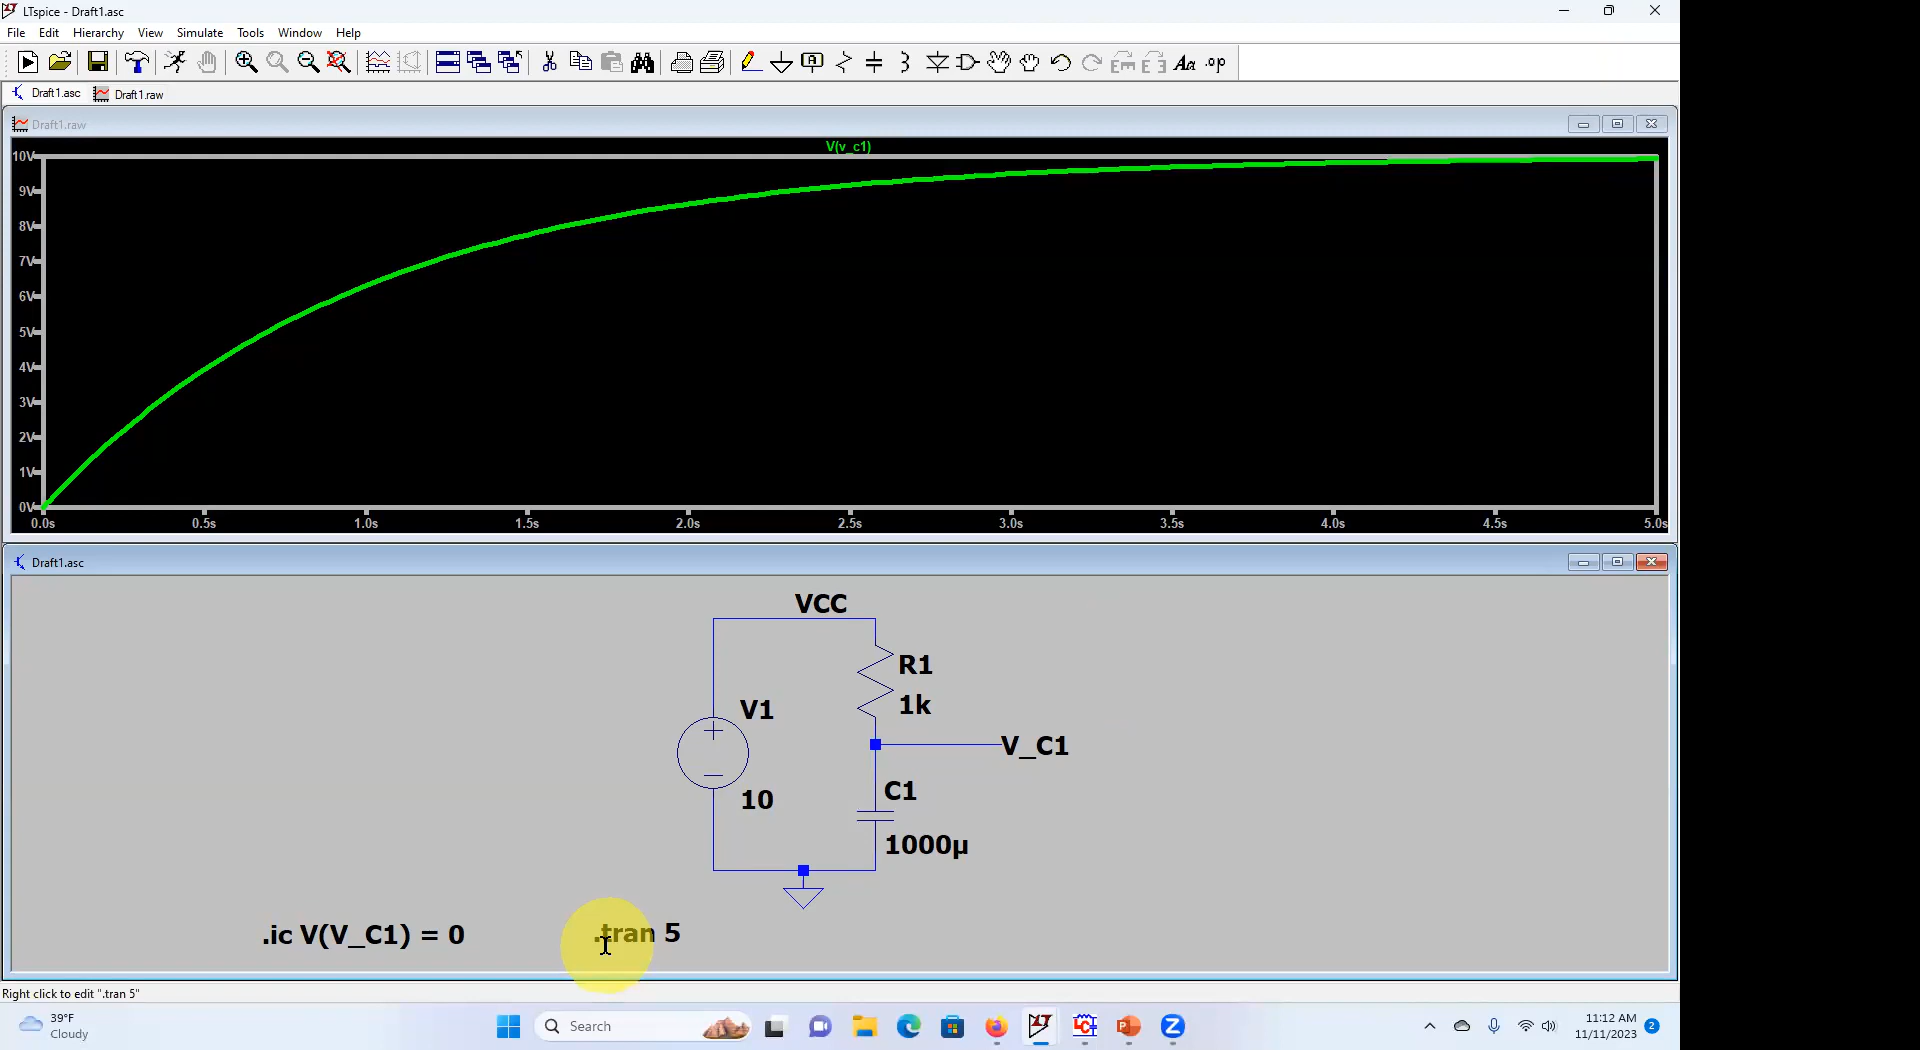 LTspice - Draft1.asc
File Edit Hierarchy View Simulate Tools Window Help
Draft1.asc Draft1.raw
Draft1.raw
V(v_c1)
10V
9V
8V
7V
6V
5V
4V
3V
2V
1V
0V
0.0s 0.5s 1.0s 1.5s 2.0s 2.5s 3.0s 3.5s 4.0s 4.5s 5.0s
Draft1.asc
VCC
R1
1k
V1
V_C1
10
C1
1000µ
.ic V(V_C1) = 0
.tran 5
Right click to edit ".tran 5"
39°F
Cloudy
Search
11:12 AM
11/11/2023
2